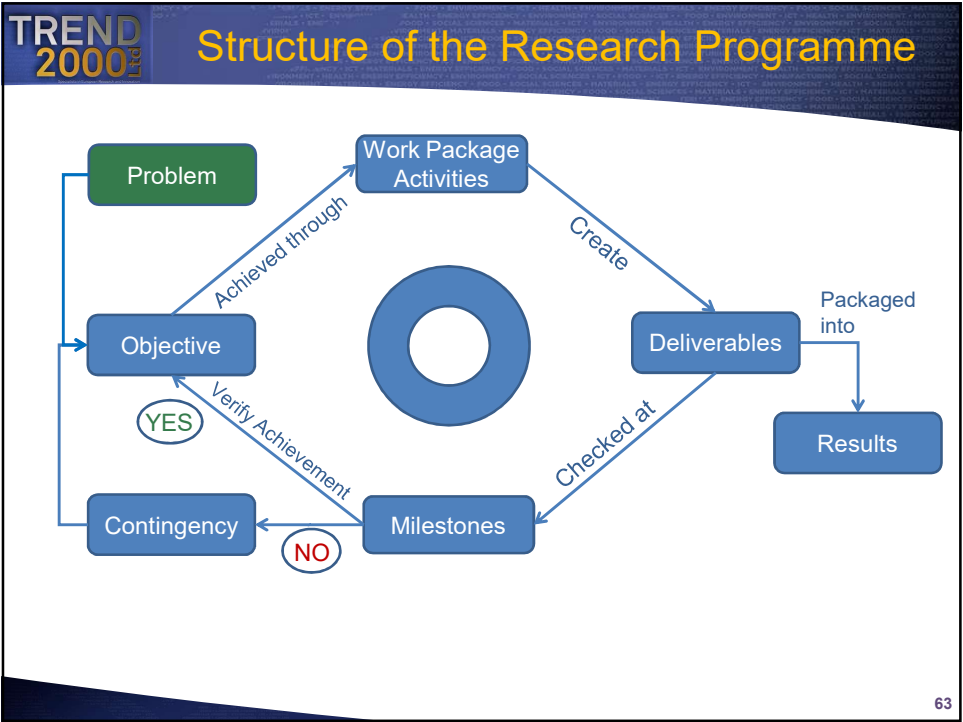 TREND
2000 Ltd
Structure of the Research Programme
Problem
Work Package
Activities
Achieved through
Create
Packaged
into
Objective
Deliverables
YES
Verify Achievement
Checked at
Results
Contingency
NO
Milestones
63